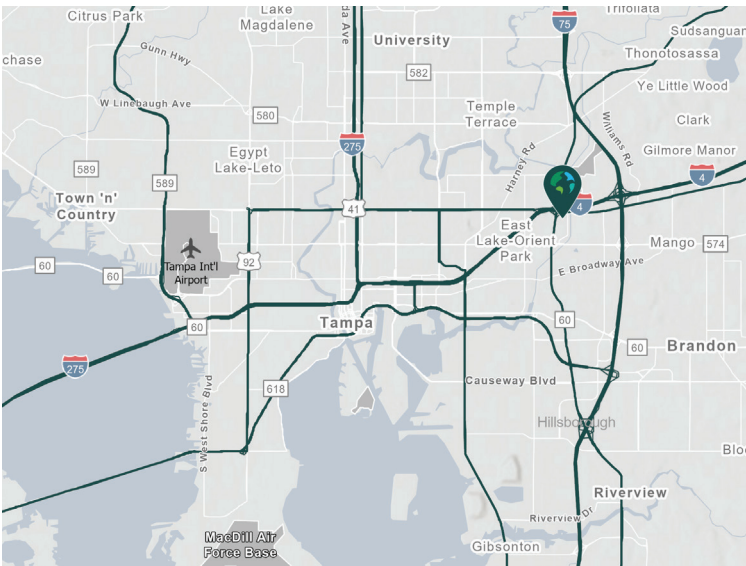 Citrus Park
Lake
Magdalene
da Ave
75
Trifoliata
Sudsanguan
Gunn Hwy
University
Thonotosassa
chase
582
Ye Little Wood
W Linebaugh Ave
580
Temple
Terrace
Clark
Williams Rd
275
Gilmore Manor
Egypt
Lake-Leto
Harney Rd
589
589
4
Town 'n'
Country
41
4
East
Lake-Orient
Park
Mango
574
Tampa Int'l
Airport
92
60
60
E Broadway Ave
60
Tampa
60
60
Brandon
275
618
Causeway Blvd
S West Shore Blvd
Hillsborough
Bloo
Riverview
Riverview Dr
MacDill Air
Force Base
Gibsonton